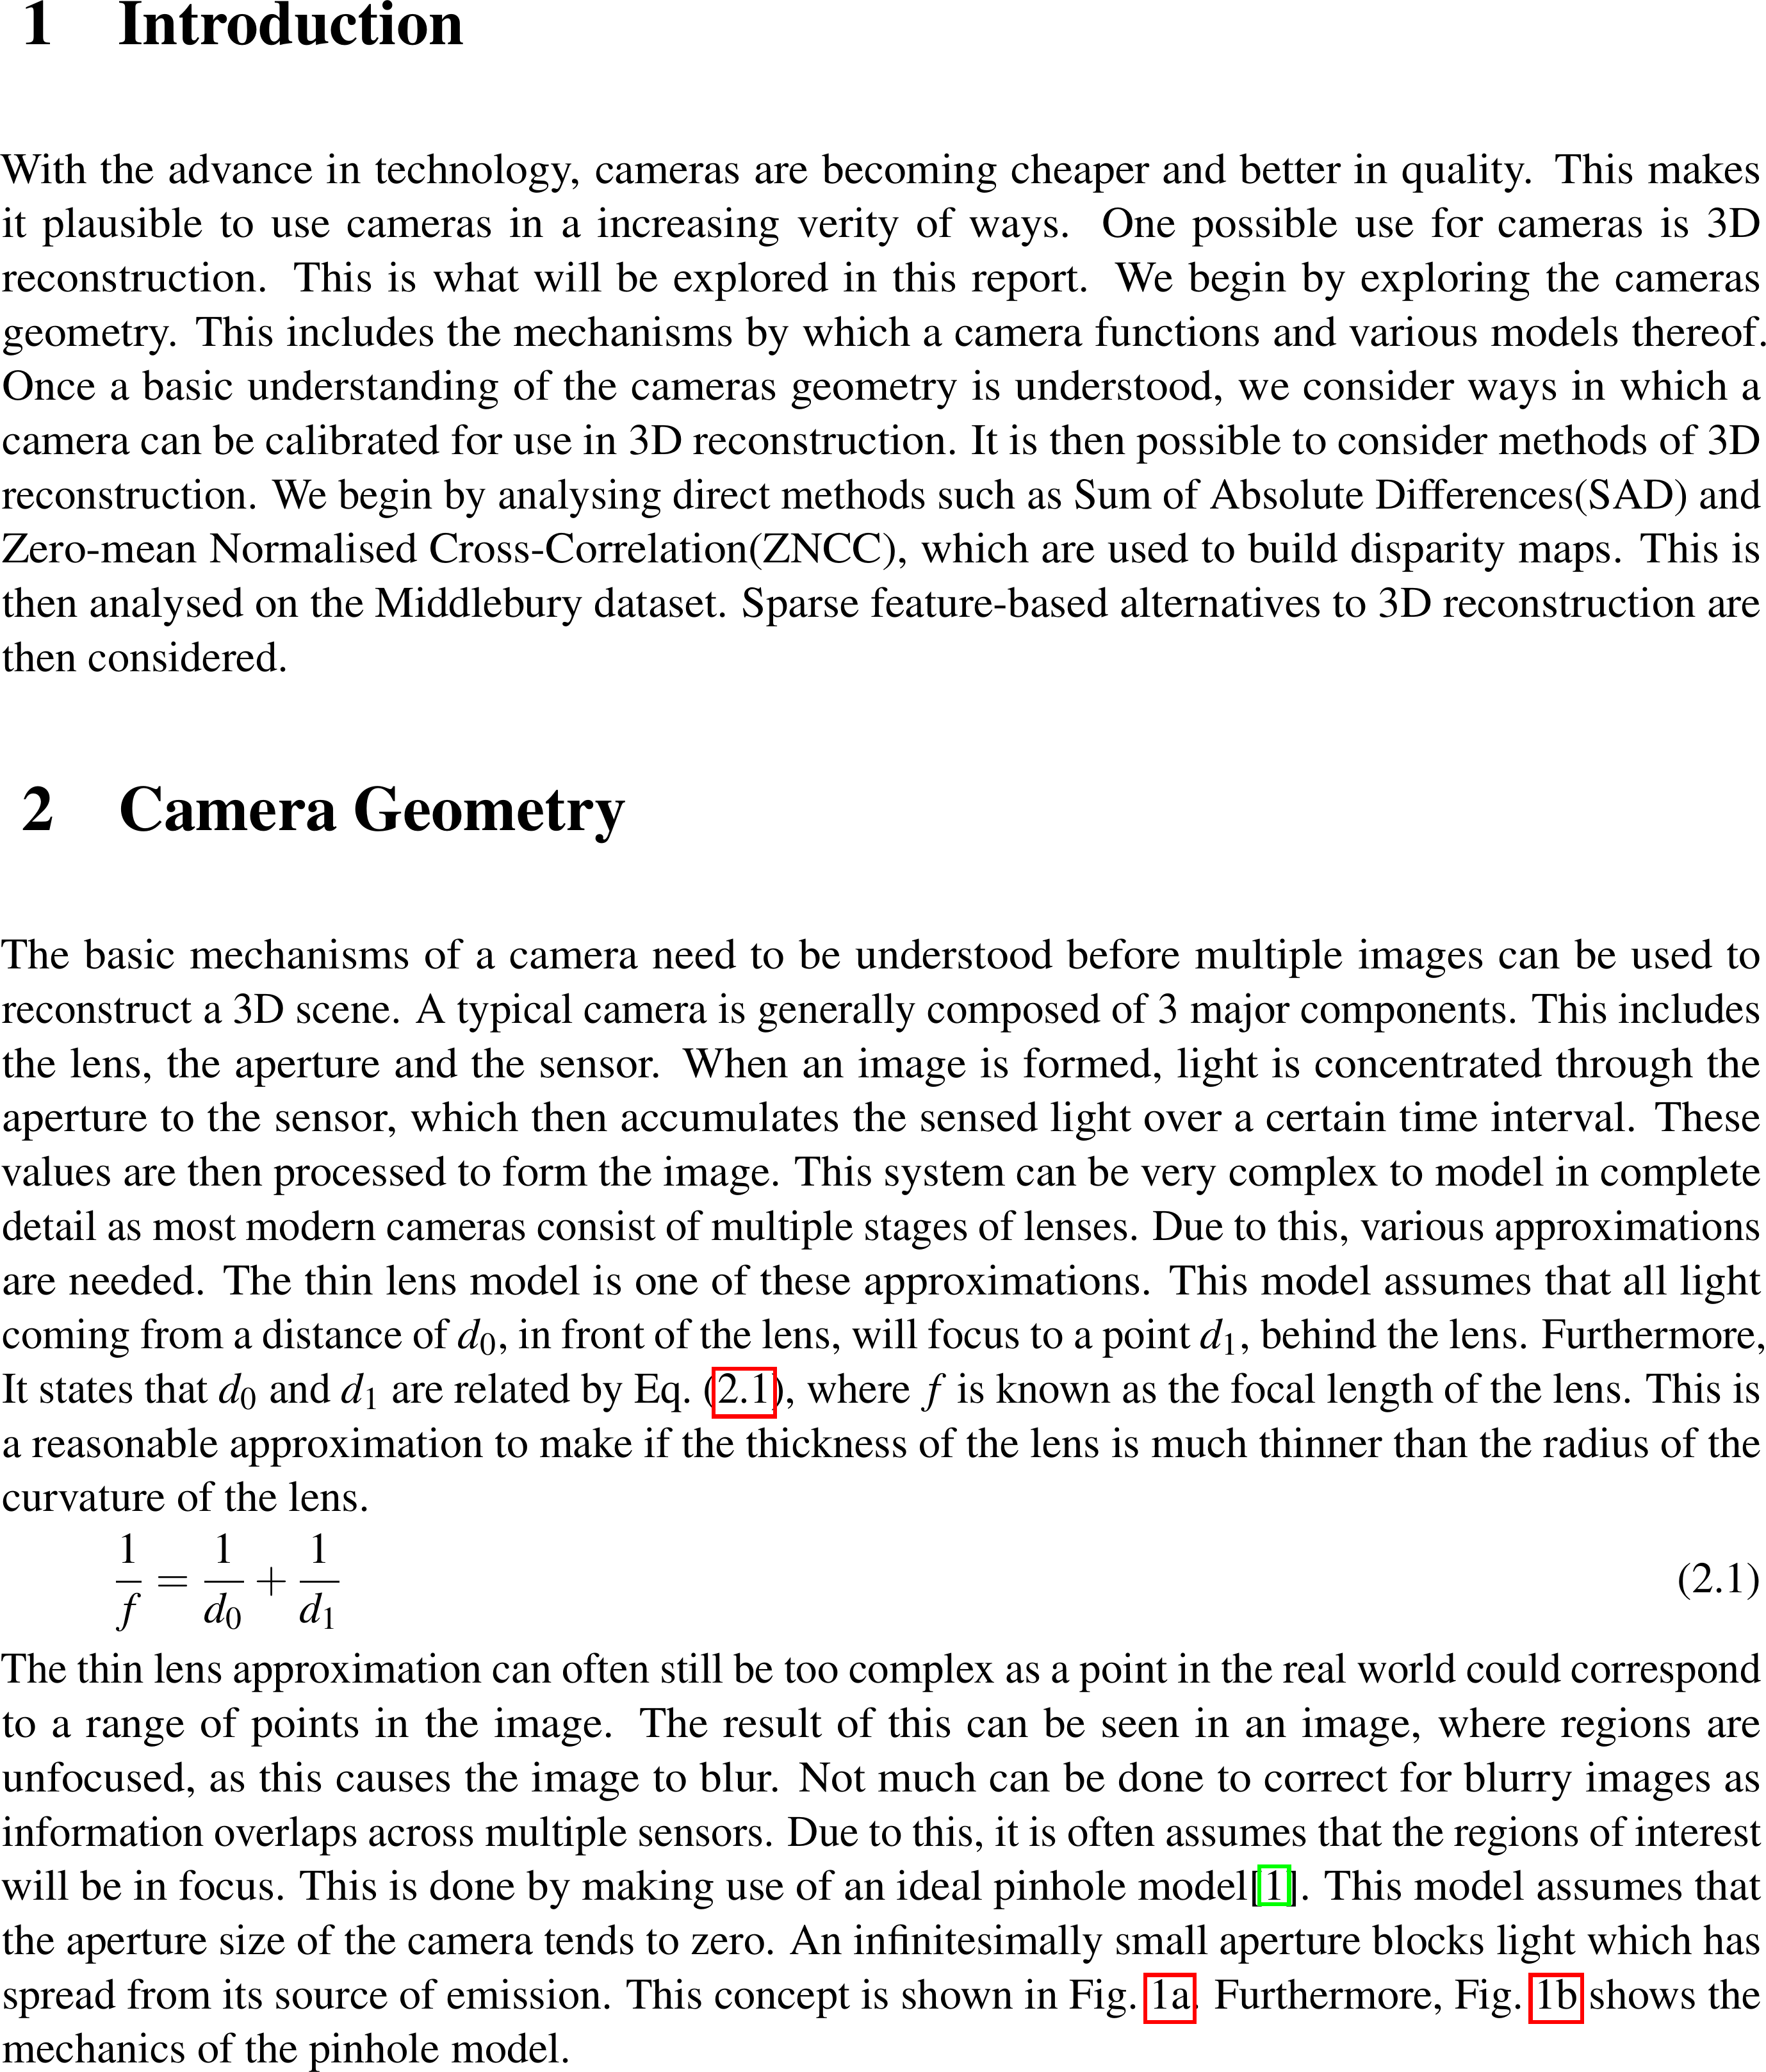 1 Introduction
With the advance in technology, cameras are becoming cheaper and better in quality. This makes
it plausible to use cameras in a increasing verity of ways. One possible use for cameras is 3D
reconstruction. This is what will be explored in this report. We begin by exploring the cameras
geometry. This includes the mechanisms by which a camera functions and various models thereof.
Once a basic understanding of the cameras geometry is understood, we consider ways in which a
camera can be calibrated for use in 3D reconstruction. It is then possible to consider methods of 3D
reconstruction. We begin by analysing direct methods such as Sum of Absolute Differences(SAD) and
Zero-mean Normalised Cross-Correlation(ZNCC), which are used to build disparity maps. This is
then analysed on the Middlebury dataset. Sparse feature-based alternatives to 3D reconstruction are
then considered.
2 Camera Geometry
The basic mechanisms of a camera need to be understood before multiple images can be used to
reconstruct a 3D scene. A typical camera is generally composed of 3 major components. This includes
the lens, the aperture and the sensor. When an image is formed, light is concentrated through the
aperture to the sensor, which then accumulates the sensed light over a certain time interval. These
values are then processed to form the image. This system can be very complex to model in complete
detail as most modern cameras consist of multiple stages of lenses. Due to this, various approximations
are needed. The thin lens model is one of these approximations. This model assumes that all light
coming from a distance of d₀, in front of the lens, will focus to a point d₁, behind the lens. Furthermore,
It states that d₀ and d₁ are related by Eq. (2.1), where f is known as the focal length of the lens. This is
a reasonable approximation to make if the thickness of the lens is much thinner than the radius of the
curvature of the lens.
1/f = 1/d₀ + 1/d₁ (2.1)
The thin lens approximation can often still be too complex as a point in the real world could correspond
to a range of points in the image. The result of this can be seen in an image, where regions are
unfocused, as this causes the image to blur. Not much can be done to correct for blurry images as
information overlaps across multiple sensors. Due to this, it is often assumes that the regions of interest
will be in focus. This is done by making use of an ideal pinhole model[1]. This model assumes that
the aperture size of the camera tends to zero. An infinitesimally small aperture blocks light which has
spread from its source of emission. This concept is shown in Fig. 1a. Furthermore, Fig. 1b shows the
mechanics of the pinhole model.